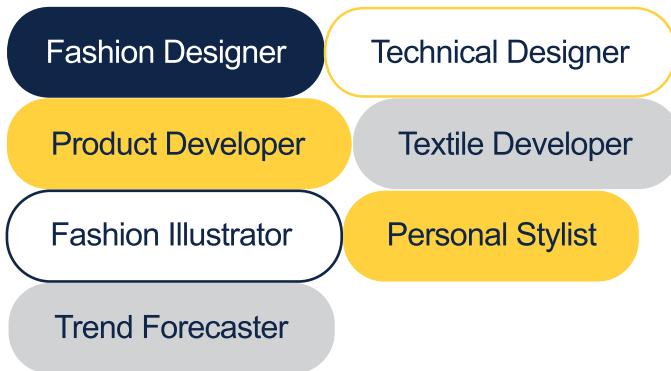 Fashion Designer
Technical Designer
Product Developer
Textile Developer
Fashion Illustrator
Personal Stylist
Trend Forecaster